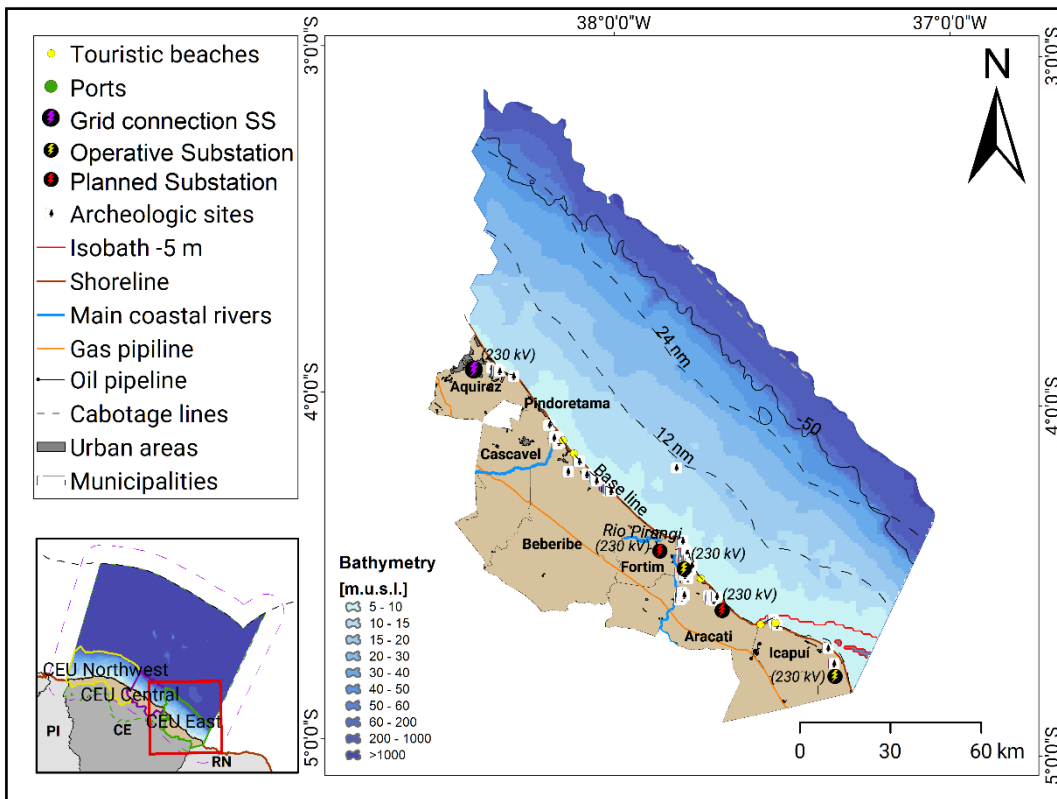 38°0'0"W
37°0'0"W
3°0'0"S
3°0'0"S
4°0'0"S
4°0'0"S
5°0'0"S
5°0'0"S
Touristic beaches
Ports
Grid connection SS
Operative Substation
Planned Substation
Archeologic sites
Isobath -5 m
Shoreline
Main coastal rivers
Gas pipiline
Oil pipeline
Cabotage lines
Urban areas
Municipalities
N
24 nm
-50
12 nm
(230 kV)
Aquiraz
Pindoretama
Cascavel
Base line
Rio Pirangi
Beberibe
(230 kV)
(230 kV)
Fortim
(230 kV)
Aracati
Icapuí
(230 kV)
Bathymetry
[m.u.s.l.]
5 - 10
10 - 15
15 - 20
20 - 30
30 - 40
40 - 50
50 - 60
60 - 200
200 - 1000
>1000
0 30 60 km
CEU Northwest
CEU Central
CEU East
PI
CE
RN